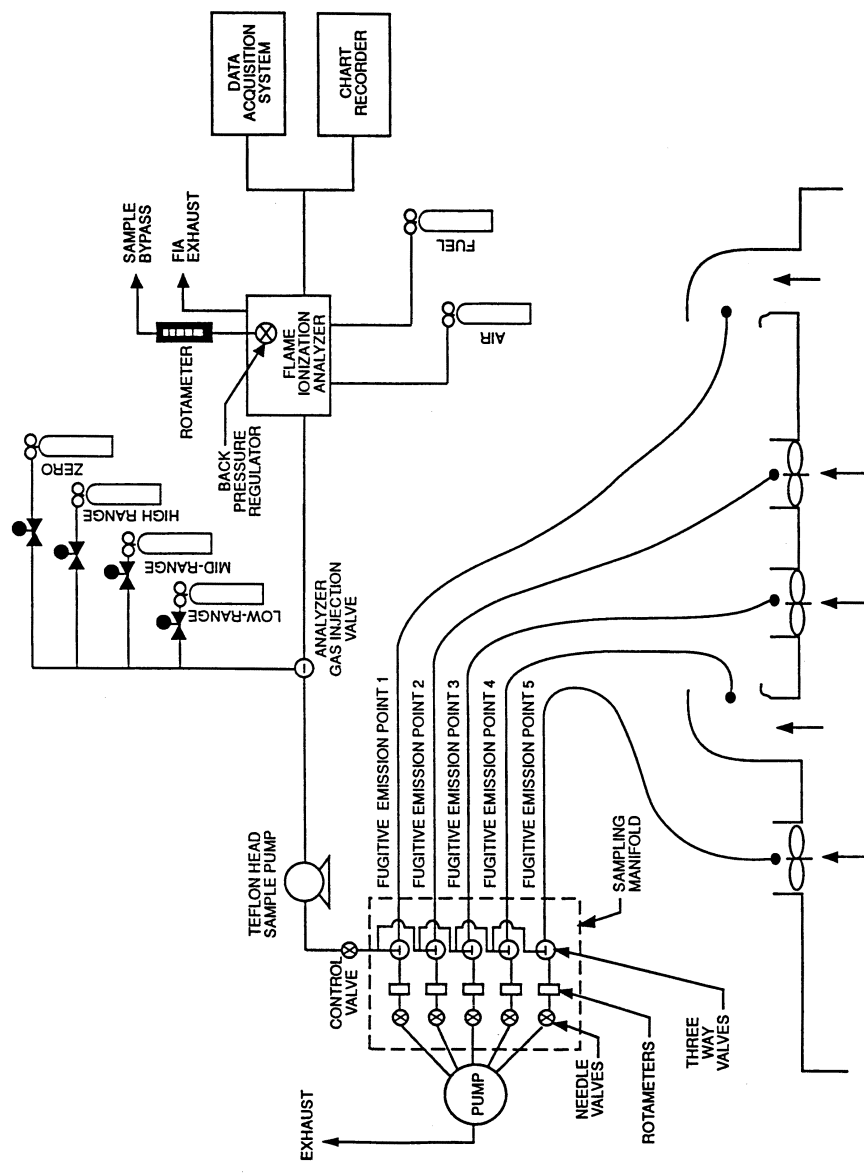 DATA
ACQUISITION
SYSTEM
CHART
RECORDER
SAMPLE
BYPASS
FIA
EXHAUST
ROTAMETER
BACK
PRESSURE
REGULATOR
FLAME
IONIZATION
ANALYZER
FUEL
AIR
ZERO
HIGH RANGE
MID-RANGE
LOW-RANGE
ANALYZER
GAS INJECTION
VALVE
TEFLON HEAD
SAMPLE PUMP
CONTROL
VALVE
FUGITIVE EMISSION POINT 1
FUGITIVE EMISSION POINT 2
FUGITIVE EMISSION POINT 3
FUGITIVE EMISSION POINT 4
FUGITIVE EMISSION POINT 5
SAMPLING
MANIFOLD
EXHAUST
PUMP
NEEDLE
VALVES
ROTAMETERS
THREE
WAY
VALVES